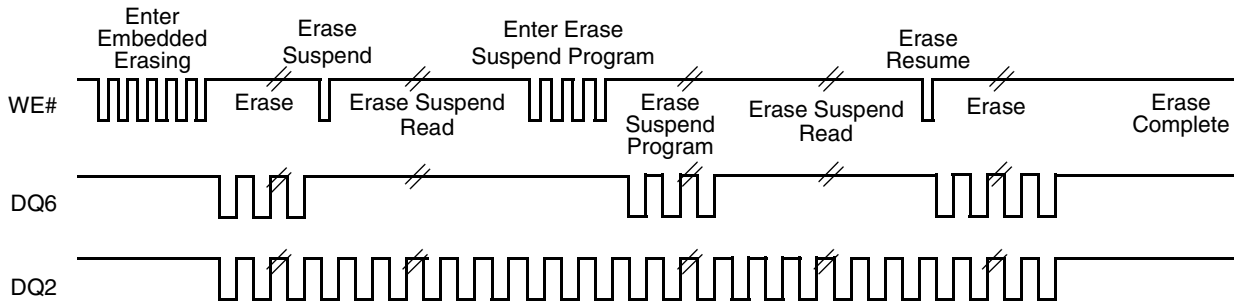 Enter
Embedded
Erasing
Erase
Suspend
Enter Erase
Suspend Program
Erase
Resume
WE#
Erase
Erase Suspend
Read
Erase
Suspend
Program
Erase Suspend
Read
Erase
Erase
Complete
DQ6
DQ2